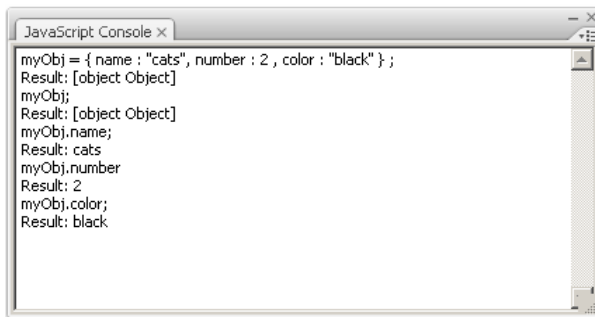 JavaScript Console ×
myObj = { name : "cats", number : 2 , color : "black" } ;
Result: [object Object]
myObj;
Result: [object Object]
myObj.name;
Result: cats
myObj.number
Result: 2
myObj.color;
Result: black